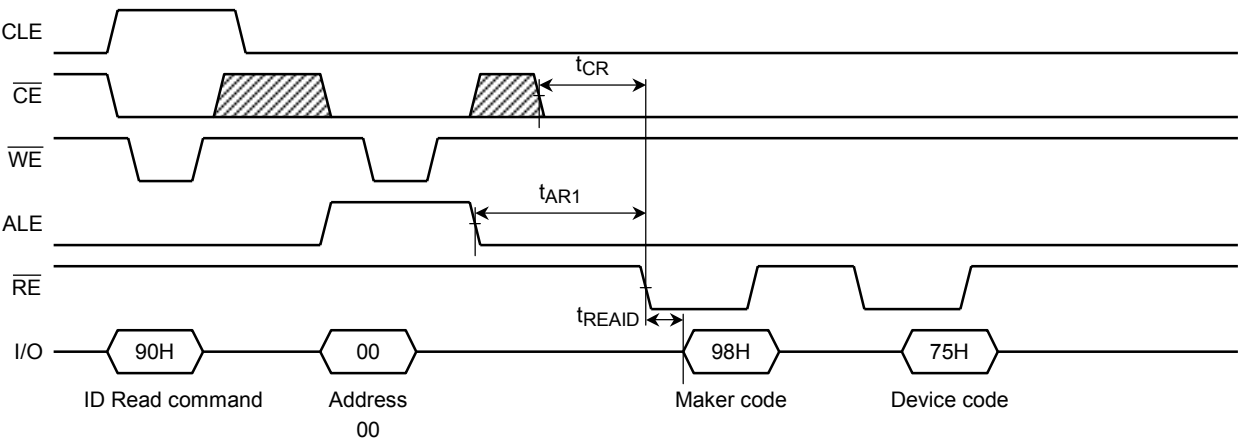 CLE
CE
tCR
WE
tAR1
ALE
RE
tREAID
I/O 90H 00 98H 75H
ID Read command Address Maker code Device code
00